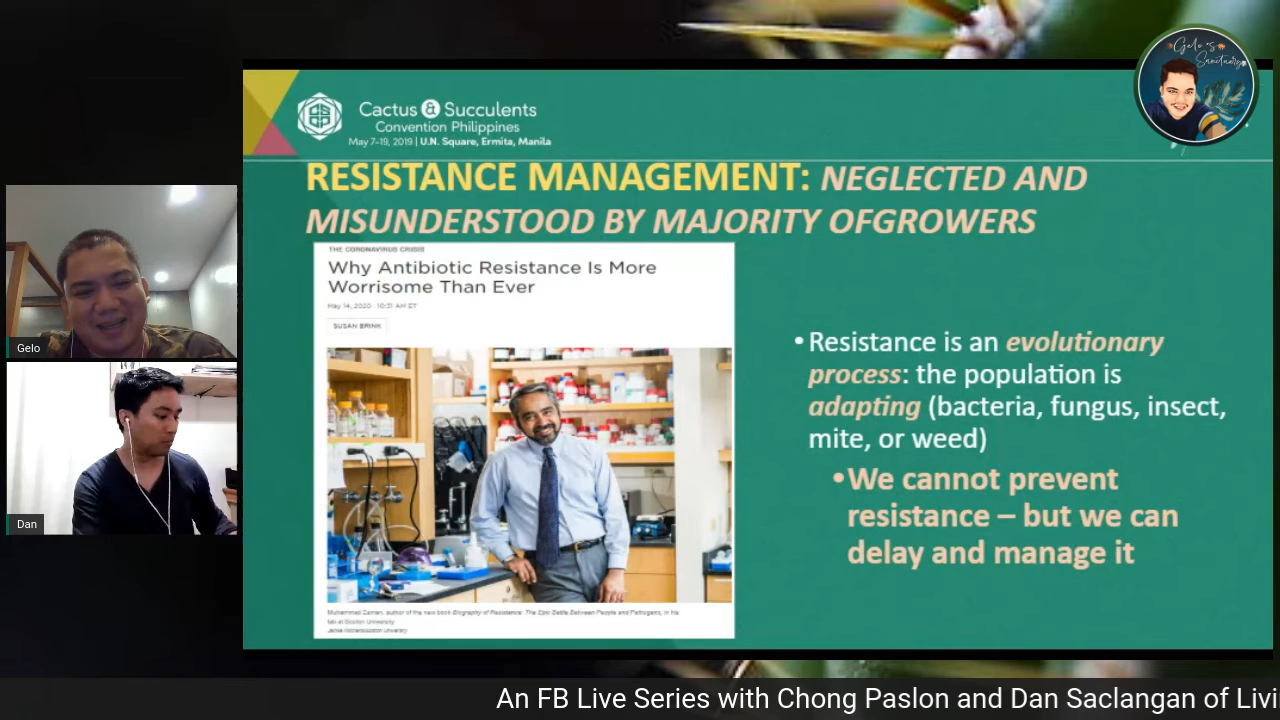 Gelo's
Sanctuary
Cactus & Succulents
Convention Philippines
May 7-19, 2019 | U.N. Square, Ermita, Manila
RESISTANCE MANAGEMENT: NEGLECTED AND
MISUNDERSTOOD BY MAJORITY OFGROWERS
THE CORONAVIRUS CRISIS
Why Antibiotic Resistance Is More
Worrisome Than Ever
May 14, 2020 · 10:31 AM ET
SUSAN BRINK
Muhammad Zaman, author of the new book Biography of Resistance: The Epic Battle Between People and Pathogens, in his
lab at Boston University
University
• Resistance is an evolutionary
process: the population is
adapting (bacteria, fungus, insect,
mite, or weed)
•We cannot prevent
resistance – but we can
delay and manage it
Gelo
Dan
An FB Live Series with Chong Paslon and Dan Saclangan of Livi